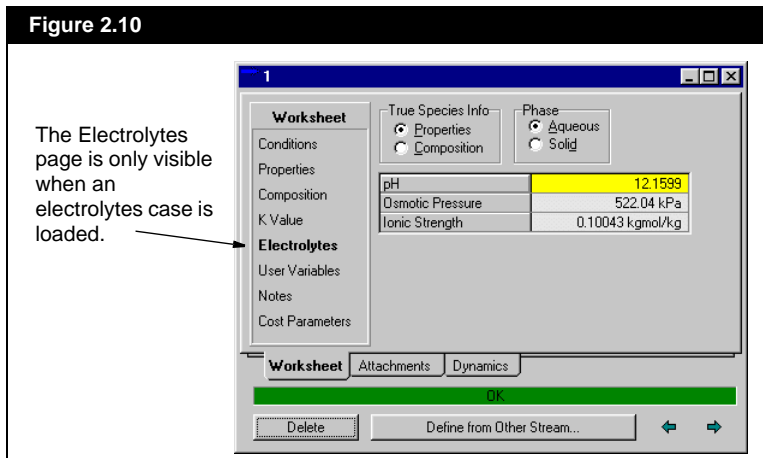 Figure 2.10
The Electrolytes
page is only visible
when an
electrolytes case is
loaded.
1
Worksheet
Conditions
Properties
Composition
K Value
Electrolytes
User Variables
Notes
Cost Parameters
True Species Info
Properties
Composition
Phase
Aqueous
Solid
pH 12.1599
Osmotic Pressure 522.04 kPa
Ionic Strength 0.10043 kgmol/kg
Worksheet Attachments Dynamics
OK
Delete Define from Other Stream...